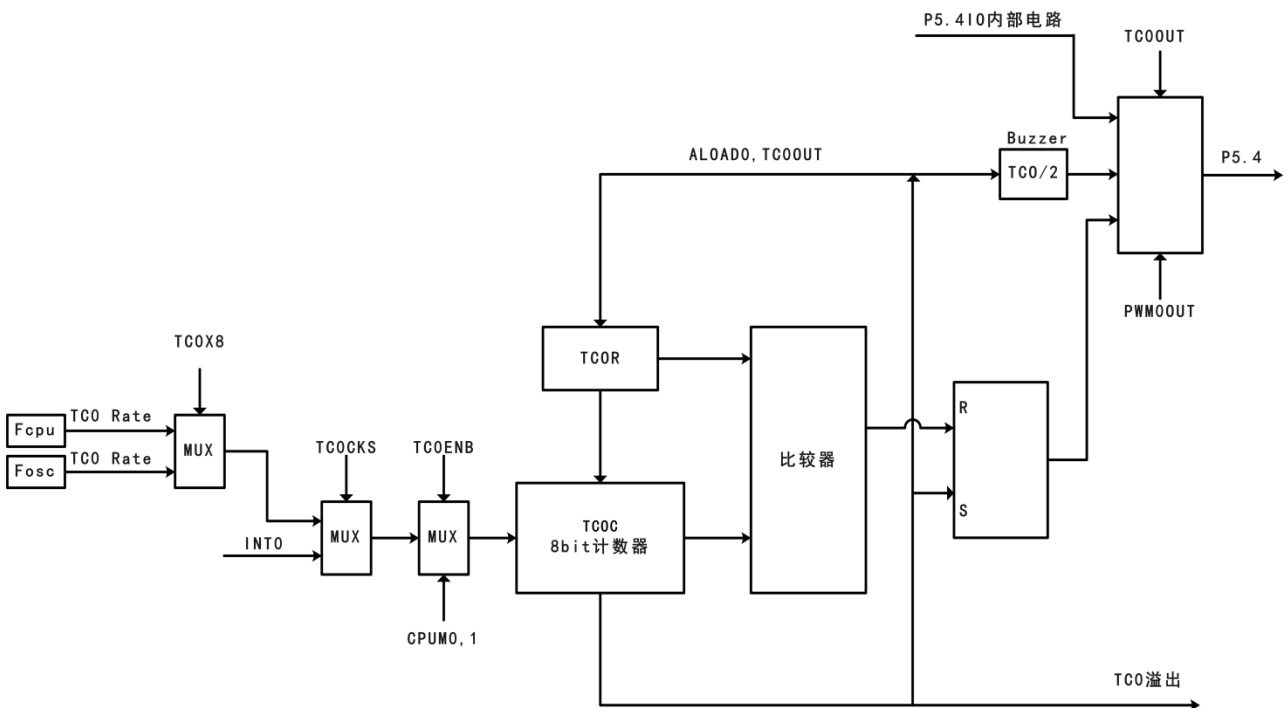 P5.4IO内部电路
TC0OUT
Buzzer
ALOAD0,TC0OUT
TC0/2
P5.4
PWM0OUT
TC0X8
TC0R
Fcpu
TC0 Rate
MUX
Fosc
TC0 Rate
TC0CKS
TC0ENB
比较器
R
S
INT0
MUX
MUX
TC0C
8bit计数器
CPUM0,1
TC0溢出